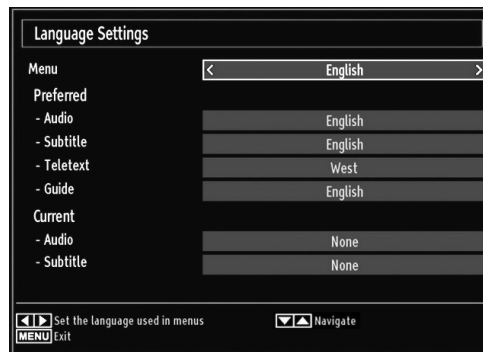 Language Settings
Menu < English >
Preferred
- Audio English
- Subtitle English
- Teletext West
- Guide English
Current
- Audio None
- Subtitle None
◀ ▶ Set the language used in menus ▼ ▲ Navigate
MENU Exit